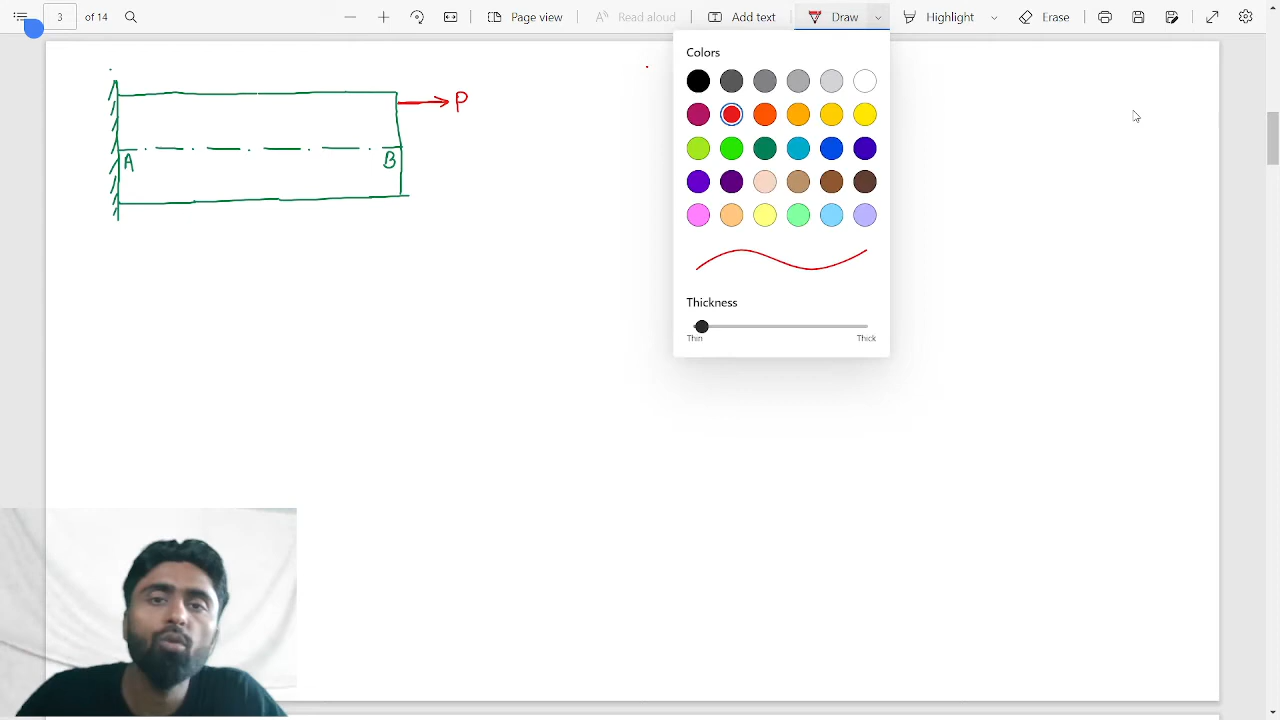 3 of 14 Page view Read aloud Add text Draw Highlight Erase
Colors
P
A B
Thickness
Thin Thick